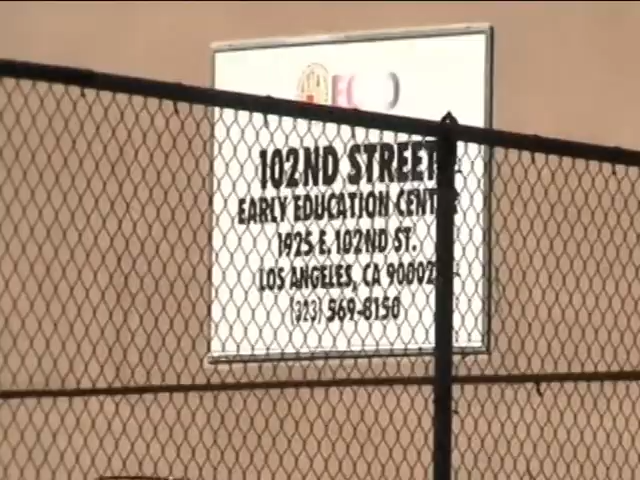 102ND STREET
EARLY EDUCATION CENTER
1925 E. 102ND ST.
LOS ANGELES, CA 90002
(323) 569-8150